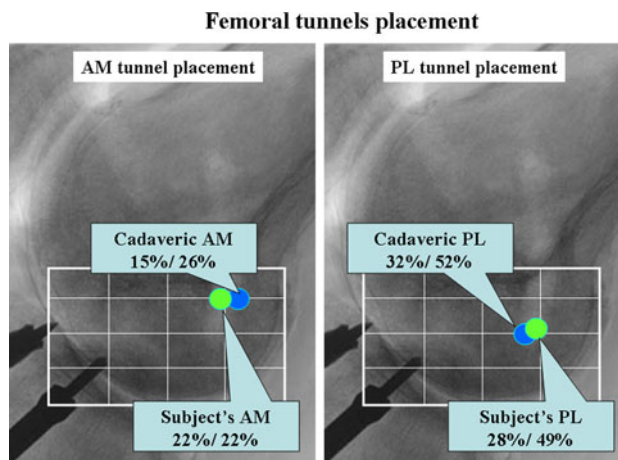 Femoral tunnels placement
AM tunnel placement
Cadaveric AM
15%/ 26%
Subject's AM
22%/ 22%
PL tunnel placement
Cadaveric PL
32%/ 52%
Subject's PL
28%/ 49%